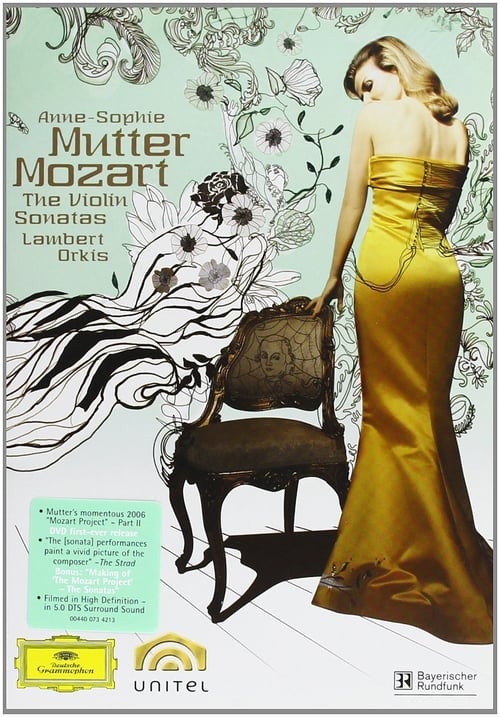 Anne-Sophie
Mutter
Mozart
The Violin
Sonatas
Lambert
Orkis
• Mutter's momentous 2006
"Mozart Project" – Part II
DVD first-ever release
• "The [sonata] performances
paint a vivid picture of the
composer" –The Strad
Bonus: "Making of
'The Mozart Project'
– The Sonatas"
• Filmed in High Definition –
in 5.0 DTS Surround Sound
00440 073 4213
Deutsche
Grammophon
UNITEL
BR
Bayerischer
Rundfunk